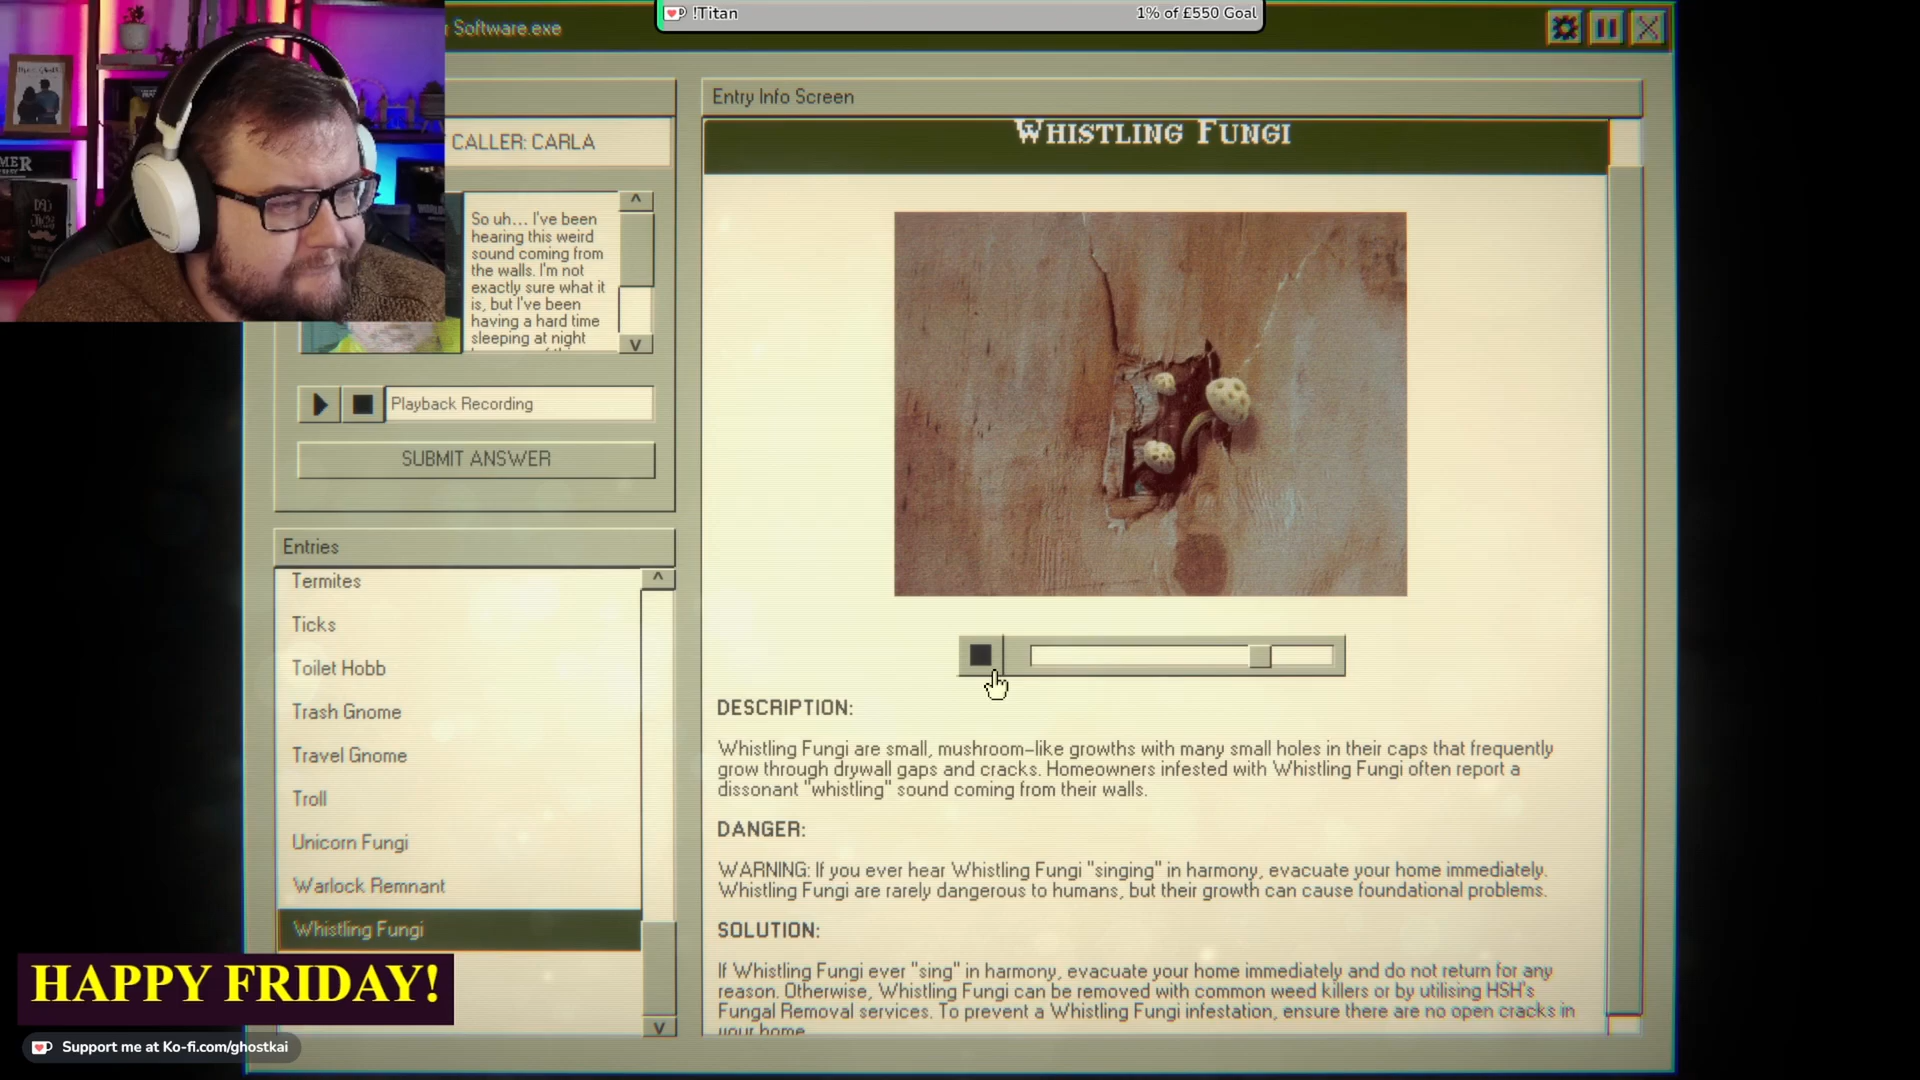 !Titan
1% of £550 Goal
Software.exe
Entry Info Screen
WHISTLING FUNGI
CALLER: CARLA
So uh... I've been
hearing this weird
sound coming from
the walls. I'm not
exactly sure what it
is, but I've been
having a hard time
sleeping at night
Playback Recording
SUBMIT ANSWER
Entries
Termites
Ticks
Toilet Hobb
Trash Gnome
Travel Gnome
Troll
Unicorn Fungi
Warlock Remnant
Whistling Fungi
DESCRIPTION:
Whistling Fungi are small, mushroom-like growths with many small holes in their caps that frequently
grow through drywall gaps and cracks. Homeowners infested with Whistling Fungi often report a
dissonant "whistling" sound coming from their walls.
DANGER:
WARNING: If you ever hear Whistling Fungi "singing" in harmony, evacuate your home immediately.
Whistling Fungi are rarely dangerous to humans, but their growth can cause foundational problems.
SOLUTION:
If Whistling Fungi ever "sing" in harmony, evacuate your home immediately and do not return for any
reason. Otherwise, Whistling Fungi can be removed with common weed killers or by utilising HSH's
Fungal Removal services. To prevent a Whistling Fungi infestation, ensure there are no open cracks in
your home
HAPPY FRIDAY!
Support me at Ko-fi.com/ghostkai